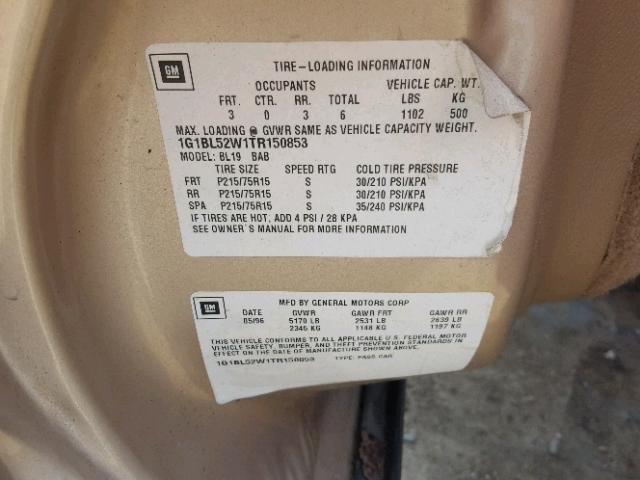 GM
TIRE-LOADING INFORMATION
OCCUPANTS VEHICLE CAP. WT.
FRT. CTR. RR. TOTAL LBS KG
3 0 3 6 1102 500
MAX. LOADING @ GVWR SAME AS VEHICLE CAPACITY WEIGHT.
1G1BL52W1TR150853
MODEL: BL19 BAB
TIRE SIZE SPEED RTG COLD TIRE PRESSURE
FRT P215/75R15 S 30/210 PSI/KPA
RR P215/75R15 S 30/210 PSI/KPA
SPA P215/75R15 S 35/240 PSI/KPA
IF TIRES ARE HOT, ADD 4 PSI / 28 KPA
SEE OWNER'S MANUAL FOR MORE INFORMATION
GM
MFD BY GENERAL MOTORS CORP
DATE GVWR GAWR FRT GAWR RR
05/96 5170 LB 2531 LB 2639 LB
2345 KG 1148 KG 1197 KG
THIS VEHICLE CONFORMS TO ALL APPLICABLE U.S. FEDERAL MOTOR
VEHICLE SAFETY, BUMPER, AND THEFT PREVENTION STANDARDS IN
EFFECT ON THE DATE OF MANUFACTURE SHOWN ABOVE.
1G1BL52W1TR150853 TYPE: PASS CAR